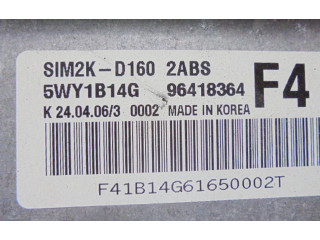 SIM2K-D160 2ABS
5WY1B14G 96418364 F4
K 24.04.06/3 0002 MADE IN KOREA
F41B14G61650002T